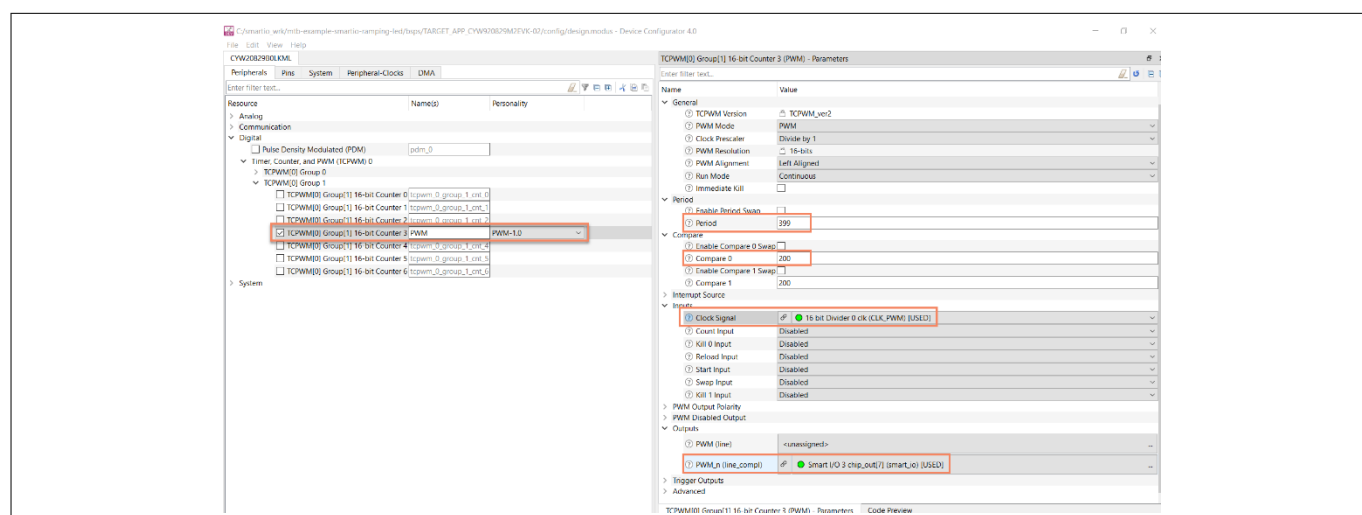 C:/smartio_wrk/mtb-example-smartio-ramping-led/bsps/TARGET_APP_CYW920829M2EVK-02/config/design.modus - Device Configurator 4.0
File Edit View Help
CYW20829B0LKML
Peripherals Pins System Peripheral-Clocks DMA
Enter filter text...
Resource Name(s) Personality
Analog
Communication
Digital
Pulse Density Modulated (PDM) pdm_0
Timer, Counter, and PWM (TCPWM) 0
TCPWM[0] Group 0
TCPWM[0] Group 1
TCPWM[0] Group[1] 16-bit Counter 0 tcpwm_0_group_1_cnt_0
TCPWM[0] Group[1] 16-bit Counter 1 tcpwm_0_group_1_cnt_1
TCPWM[0] Group[1] 16-bit Counter 2 tcpwm_0_group_1_cnt_2
TCPWM[0] Group[1] 16-bit Counter 3 PWM PWM-1.0
TCPWM[0] Group[1] 16-bit Counter 4 tcpwm_0_group_1_cnt_4
TCPWM[0] Group[1] 16-bit Counter 5 tcpwm_0_group_1_cnt_5
TCPWM[0] Group[1] 16-bit Counter 6 tcpwm_0_group_1_cnt_6
System
TCPWM[0] Group[1] 16-bit Counter 3 (PWM) - Parameters
Enter filter text...
Name Value
General
TCPWM Version TCPWM_ver2
PWM Mode PWM
Clock Prescaler Divide by 1
PWM Resolution 16-bits
PWM Alignment Left Aligned
Run Mode Continuous
Immediate Kill
Period
Enable Period Swap
Period 399
Compare
Enable Compare 0 Swap
Compare 0 200
Enable Compare 1 Swap
Compare 1 200
Interrupt Source
Inputs
Clock Signal 16 bit Divider 0 clk (CLK_PWM) [USED]
Count Input Disabled
Kill 0 Input Disabled
Reload Input Disabled
Start Input Disabled
Swap Input Disabled
Kill 1 Input Disabled
PWM Output Polarity
PWM Disabled Output
Outputs
PWM (line) <unassigned> ...
PWM_n (line_compl) Smart I/O 3 chip_out[7] (smart_io) [USED] ...
Trigger Outputs
Advanced
TCPWM[0] Group[1] 16-bit Counter 3 (PWM) - Parameters Code Preview